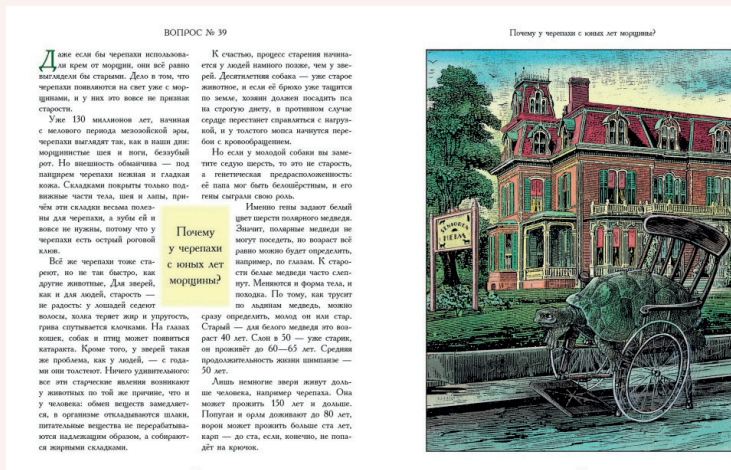 ВОПРОС № 39
Даже если бы черепахи использова-
ли крем от морщин, они всё равно
выглядели бы старыми. Дело в том, что
черепахи появляются на свет уже с мор-
щинами, и у них это вовсе не признак
старости.
Уже 130 миллионов лет, начиная
с мелового периода мезозойской эры,
черепахи выглядят так, как в наши дни:
морщинистые шея и ноги, беззубый
рот. Но внешность обманчива — под
панцирем черепахи нежная и гладкая
кожа. Складками покрыты только под-
вижные части тела, шея и лапы, при-
чём эти складки весьма полез-
ны для черепахи, а зубы ей и
вовсе не нужны, потому что у
черепахи есть острый роговой
клюв.
Всё же черепахи тоже ста-
реют, но не так быстро, как
другие животные, Для зверей,
как и для людей, старость —
не радость: у лошадей седеют
волосы, холка теряет жир и упругость,
грива спутывается клочками. На глазах
кошек, собак и птиц может появиться
катаракта. Кроме того, у зверей такая
же проблема, как у людей, — с года-
ми они толстеют. Ничего удивительного:
все эти старческие явления возникают
у животных по той же причине, что и
у человека: обмен веществ замедляет-
ся, в организме откладываются шлаки,
питательные вещества не перерабатыва-
ются надлежащим образом, а собирают-
ся жирными складками.
Почему
у черепахи
с юных лет
морщины?
К счастью, процесс старения начина-
ется у людей намного позже, чем у зве-
рей. Десятилетняя собака — уже старое
животное, и если её брюхо уже тащится
по земле, хозяин должен посадить пса
на строгую диету, в противном случае
сердце перестанет справляться с нагруз-
кой, и у толстого мопса начнутся пере-
бои с кровообращением.
Но если у молодой собаки вы заме-
тите седую шерсть, то это не старость,
а генетическая предрасположенность:
её папа мог быть белошёрстным, и его
гены сыграли свою роль.
Именно гены задают белый
цвет шерсти полярного медведя.
Значит, полярные медведи не
могут поседеть, но возраст всё
равно можно будет определить,
например, по глазам. К старо-
сти белые медведи часто слеп-
нут. Меняются и форма тела, и
походка. По тому, как трусит
по льдинам медведь, можно
сразу определить, молод он или стар.
Старый — для белого медведя это воз-
раст 40 лет. Слон в 50 — уже старик,
он проживёт до 60—65 лет. Средняя
продолжительность жизни шимпанзе —
50 лет.
Лишь немногие звери живут доль-
ше человека, например черепаха. Она
может прожить 150 лет и дольше.
Попугаи и орлы доживают до 80 лет,
ворон может прожить больше ста лет,
карп — до ста, если, конечно, не попа-
дёт на крючок.
Почему у черепахи с юных лет морщины?
SENIOREN
HEIM